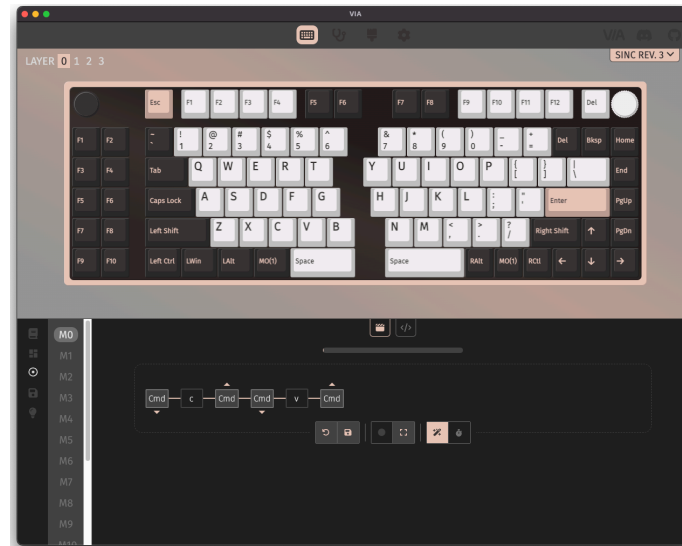 VIA
VIA
LAYER 0 1 2 3
SINC REV. 3
Esc F1 F2 F3 F4 F5 F6 F7 F8 F9 F10 F11 F12 Del
F1 F2 ~ ` ! 1 @ 2 # 3 $ 4 % 5 ^ 6 & 7 * 8 ( 9 ) 0 _ - + = Del Bksp Home
F3 F4 Tab Q W E R T Y U I O P { [ } ] | \ End
F5 F6 Caps Lock A S D F G H J K L : ; " ' Enter PgUp
F7 F8 Left Shift Z X C V B N M < , > . ? / Right Shift ↑ PgDn
F9 F10 Left Ctrl LWin LAlt MO(1) Space Space RAlt MO(1) RCtl ← ↓ →
M0
M1
M2
M3
M4
M5
M6
M7
M8
M9
M10
Cmd c Cmd Cmd v Cmd